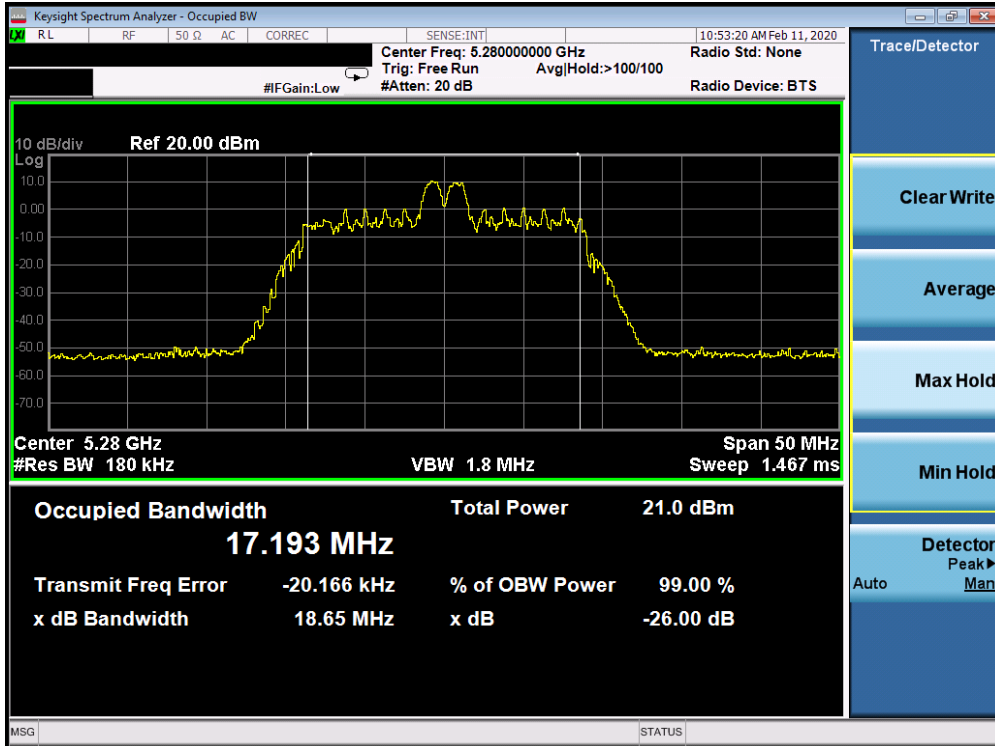 Keysight Spectrum Analyzer - Occupied BW
LXI RL RF 50 Ω AC CORREC SENSE:INT 10:53:20 AM Feb 11, 2020
Center Freq: 5.280000000 GHz Radio Std: None
Trig: Free Run Avg|Hold:>100/100
#IFGain:Low #Atten: 20 dB Radio Device: BTS
10 dB/div Ref 20.00 dBm
Log
10.0
0.00
-10.0
-20.0
-30.0
-40.0
-50.0
-60.0
-70.0
Center 5.28 GHz Span 50 MHz
#Res BW 180 kHz VBW 1.8 MHz Sweep 1.467 ms
Occupied Bandwidth Total Power 21.0 dBm
17.193 MHz
Transmit Freq Error -20.166 kHz % of OBW Power 99.00 %
x dB Bandwidth 18.65 MHz x dB -26.00 dB
MSG STATUS
Trace/Detector
Clear Write
Average
Max Hold
Min Hold
Detector
Peak▶
Auto Man